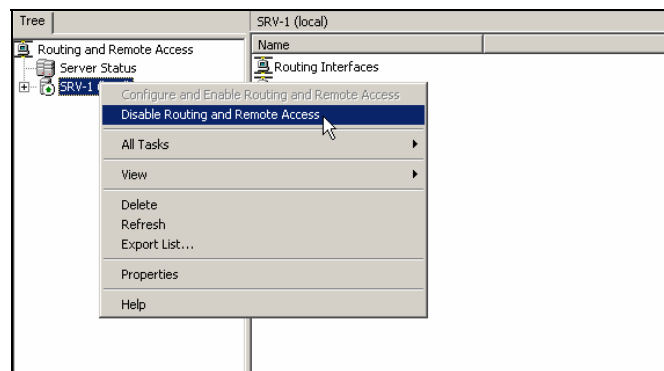 Tree
SRV-1 (local)
Routing and Remote Access
Name
Server Status
Routing Interfaces
SRV-1 (
Configure and Enable Routing and Remote Access
Disable Routing and Remote Access
All Tasks
View
Delete
Refresh
Export List...
Properties
Help